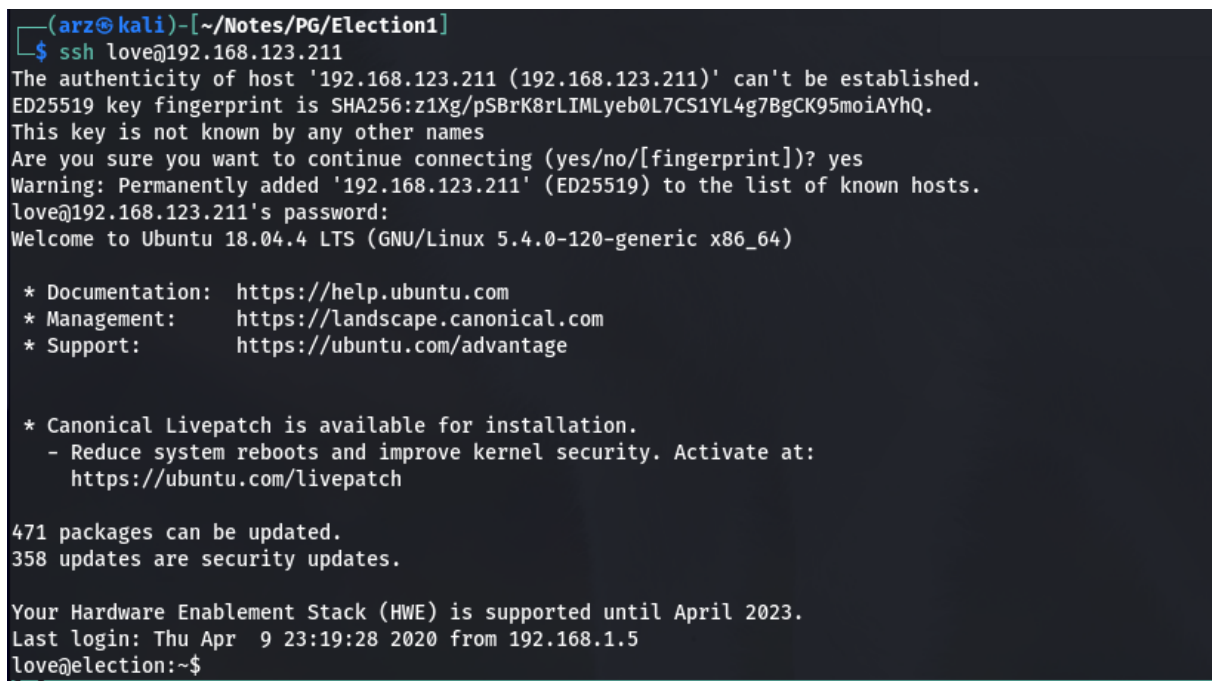 (arz㉿kali)-[~/Notes/PG/Election1]
$ ssh love@192.168.123.211
The authenticity of host '192.168.123.211 (192.168.123.211)' can't be established.
ED25519 key fingerprint is SHA256:z1Xg/pSBrK8rLIMLyeb0L7CS1YL4g7BgCK95moiAYhQ.
This key is not known by any other names
Are you sure you want to continue connecting (yes/no/[fingerprint])? yes
Warning: Permanently added '192.168.123.211' (ED25519) to the list of known hosts.
love@192.168.123.211's password:
Welcome to Ubuntu 18.04.4 LTS (GNU/Linux 5.4.0-120-generic x86_64)
* Documentation:  https://help.ubuntu.com
* Management:     https://landscape.canonical.com
* Support:        https://ubuntu.com/advantage
* Canonical Livepatch is available for installation.
- Reduce system reboots and improve kernel security. Activate at:
https://ubuntu.com/livepatch
471 packages can be updated.
358 updates are security updates.
Your Hardware Enablement Stack (HWE) is supported until April 2023.
Last login: Thu Apr  9 23:19:28 2020 from 192.168.1.5
love@election:~$